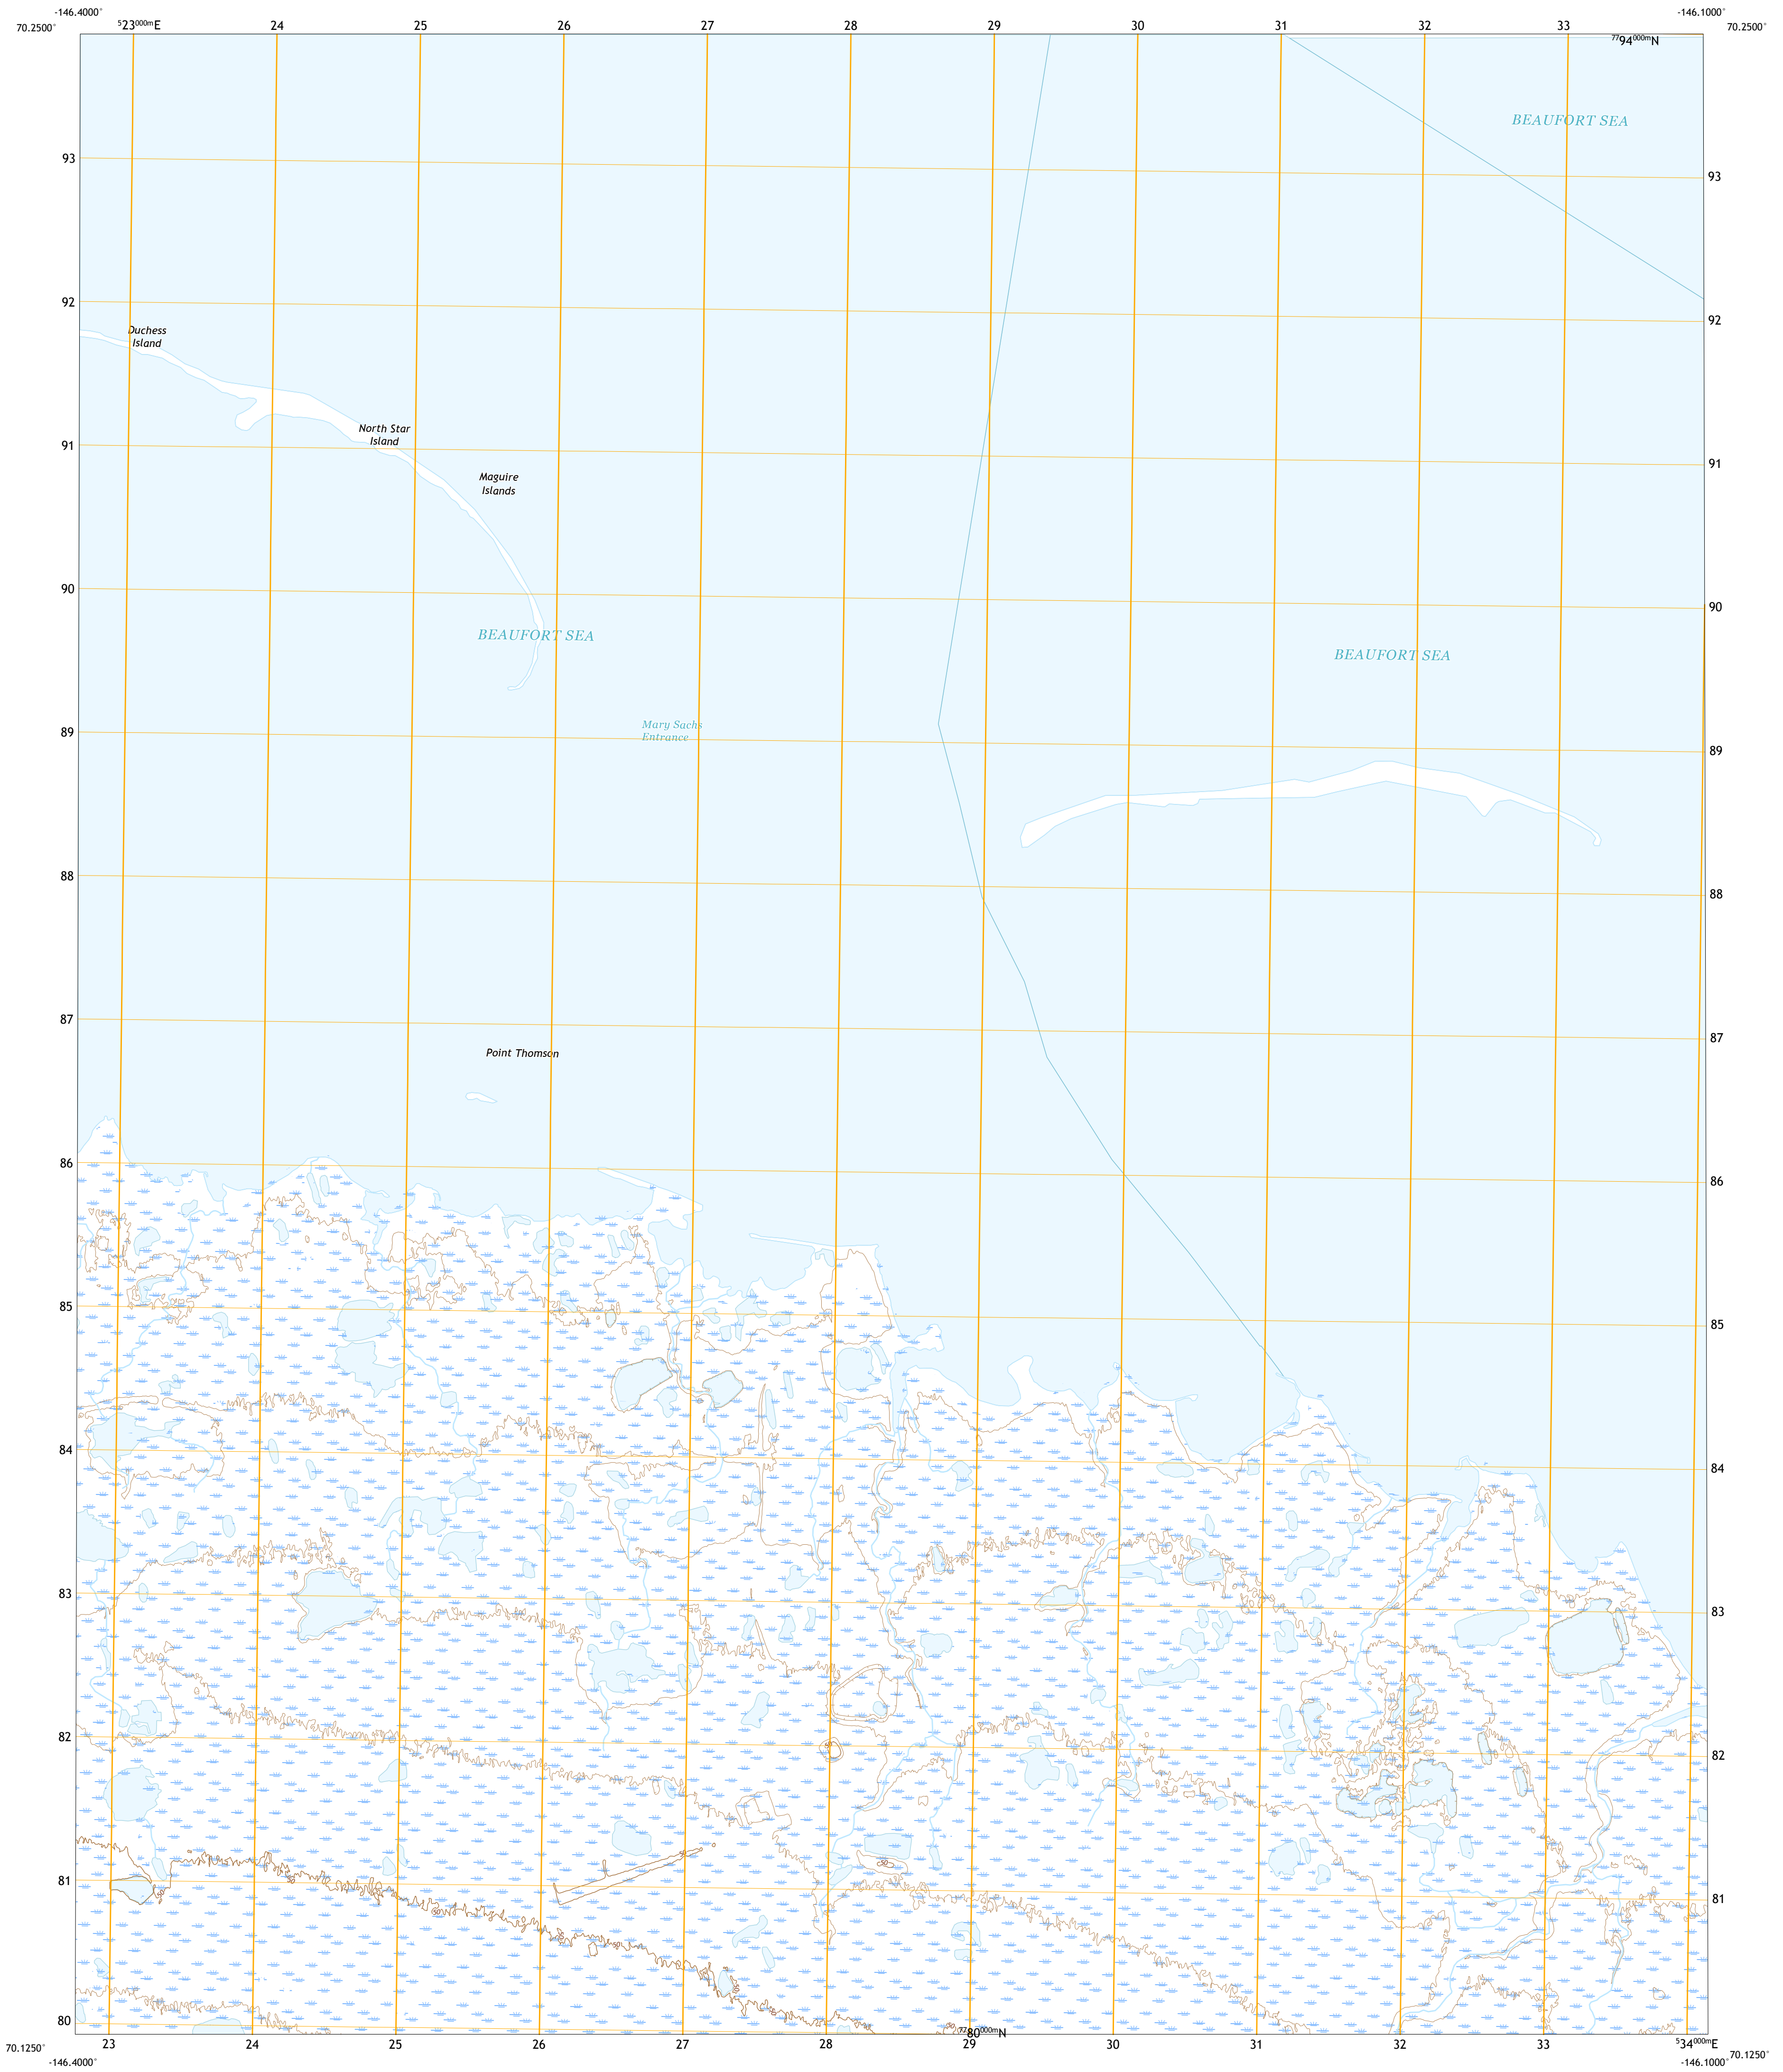 -146.4000°
-146.1000°
70.2500°
⁵23⁰⁰⁰ᵐE 24 25 26 27 28 29 30 31 32 33
70.2500°
⁷⁷94⁰⁰⁰ᵐN
BEAUFORT SEA
93
93
92
92
Duchess
Island
North Star
Island
91
91
Maguire
Islands
90
90
BEAUFORT SEA
BEAUFORT SEA
Mary Sachs
Entrance
89
89
88
88
87
87
Point Thomson
86
86
85
85
84
84
83
83
82
82
81
81
50
50
80
⁷⁷80⁰⁰⁰ᵐN
23 24 25 26 27 28 29 30 31 32 33 ⁵34⁰⁰⁰ᵐE
70.1250°
70.1250°
-146.4000°
-146.1000°